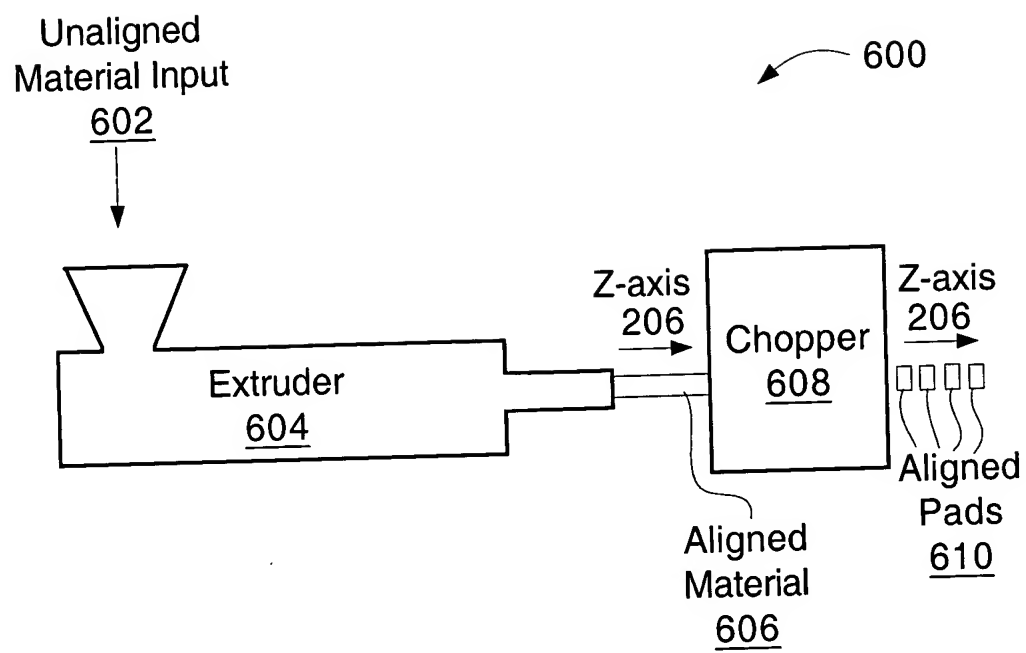 Unaligned
Material Input
602
600
Extruder
604
Z-axis
206
Chopper
608
Z-axis
206
Aligned
Material
606
Aligned
Pads
610